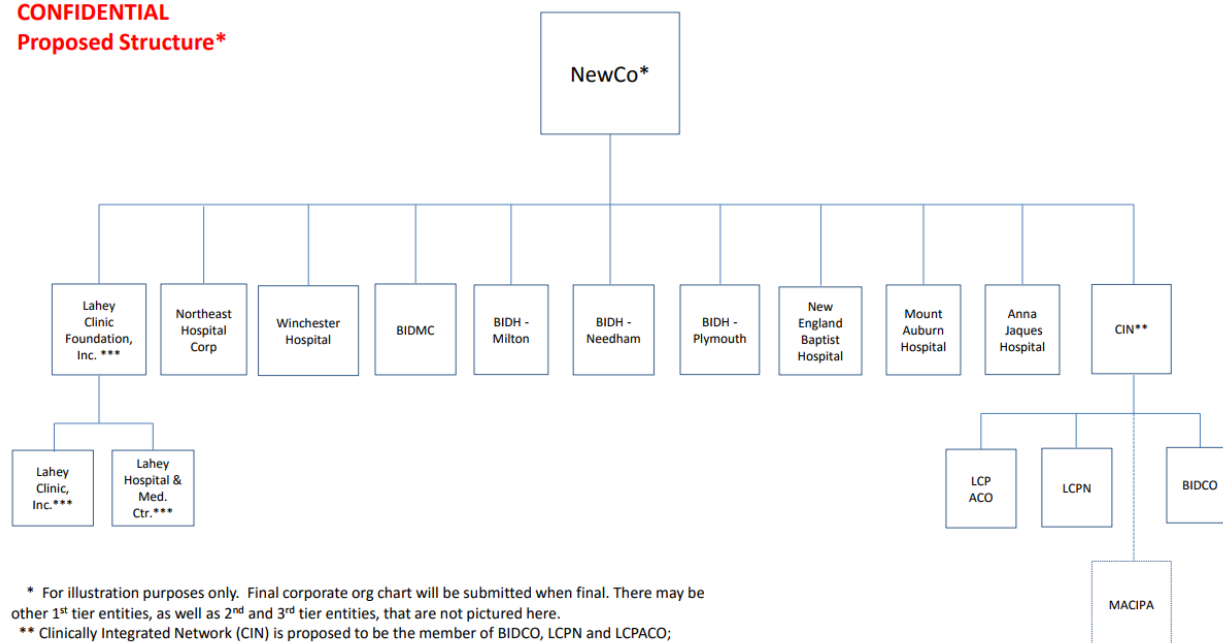 CONFIDENTIAL
Proposed Structure*
NewCo*
Lahey
Clinic
Foundation,
Inc. ***
Northeast
Hospital
Corp
Winchester
Hospital
BIDMC
BIDH -
Milton
BIDH -
Needham
BIDH -
Plymouth
New
England
Baptist
Hospital
Mount
Auburn
Hospital
Anna
Jaques
Hospital
CIN**
Lahey
Clinic,
Inc.***
Lahey
Hospital &
Med.
Ctr.***
LCP
ACO
LCPN
BIDCO
MACIPA
* For illustration purposes only. Final corporate org chart will be submitted when final. There may be
other 1st tier entities, as well as 2nd and 3rd tier entities, that are not pictured here.
** Clinically Integrated Network (CIN) is proposed to be the member of BIDCO, LCPN and LCPACO;